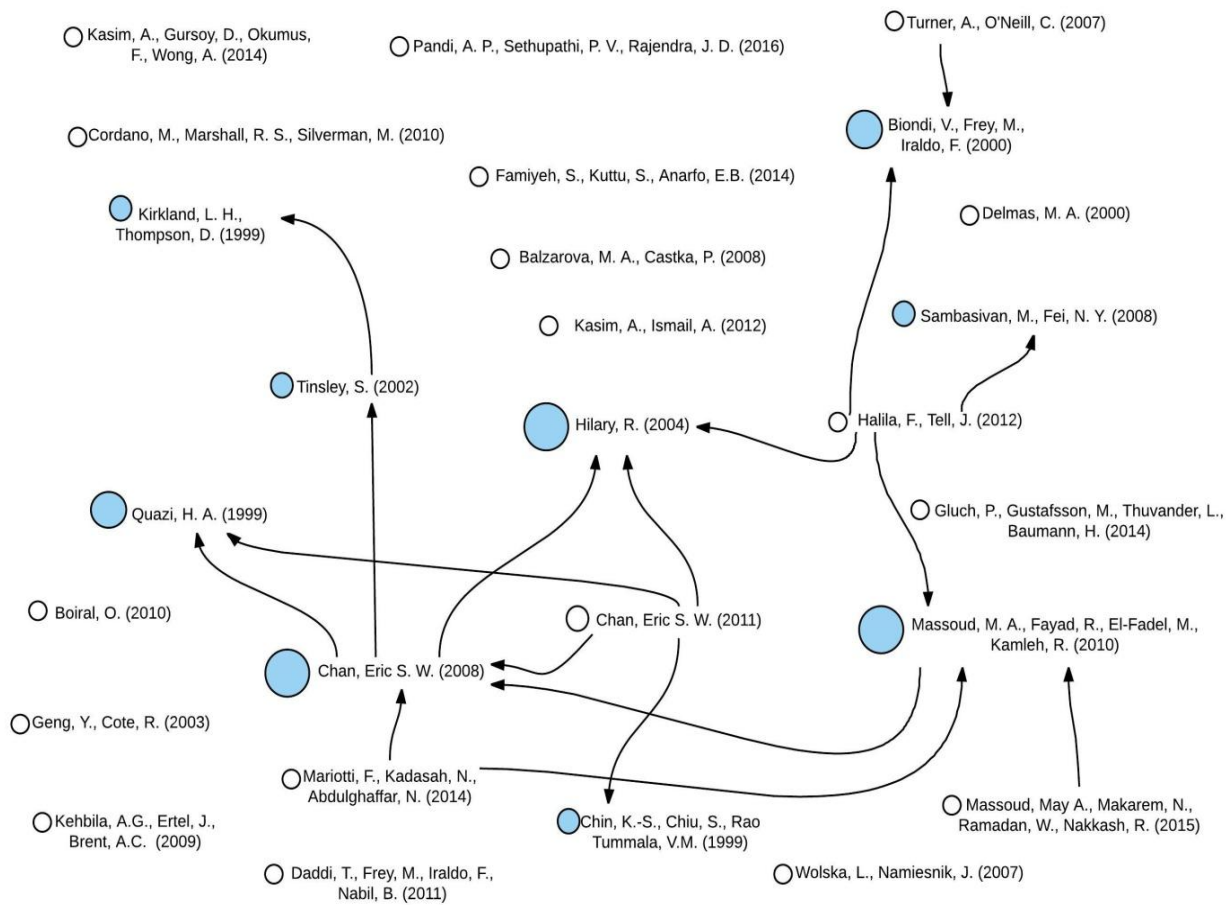 Kasim, A., Gursoy, D., Okumus,
F., Wong, A. (2014)
Pandi, A. P., Sethupathi, P. V., Rajendra, J. D. (2016)
Turner, A., O'Neill, C. (2007)
Biondi, V., Frey, M.,
Iraldo, F. (2000)
Cordano, M., Marshall, R. S., Silverman, M. (2010)
Famiyeh, S., Kuttu, S., Anarfo, E.B. (2014)
Kirkland, L. H.,
Thompson, D. (1999)
Delmas, M. A. (2000)
Balzarova, M. A., Castka, P. (2008)
Kasim, A., Ismail, A. (2012)
Sambasivan, M., Fei, N. Y. (2008)
Tinsley, S. (2002)
Hilary, R. (2004)
Halila, F., Tell, J. (2012)
Quazi, H. A. (1999)
Gluch, P., Gustafsson, M., Thuvander, L.,
Baumann, H. (2014)
Boiral, O. (2010)
Chan, Eric S. W. (2011)
Massoud, M. A., Fayad, R., El-Fadel, M.,
Kamleh, R. (2010)
Chan, Eric S. W. (2008)
Geng, Y., Cote, R. (2003)
Mariotti, F., Kadasah, N.,
Abdulghaffar, N. (2014)
Massoud, May A., Makarem, N.,
Ramadan, W., Nakkash, R. (2015)
Kehbila, A.G., Ertel, J.,
Brent, A.C. (2009)
Chin, K.-S., Chiu, S., Rao
Tummala, V.M. (1999)
Daddi, T., Frey, M., Iraldo, F.,
Nabil, B. (2011)
Wolska, L., Namiesnik, J. (2007)